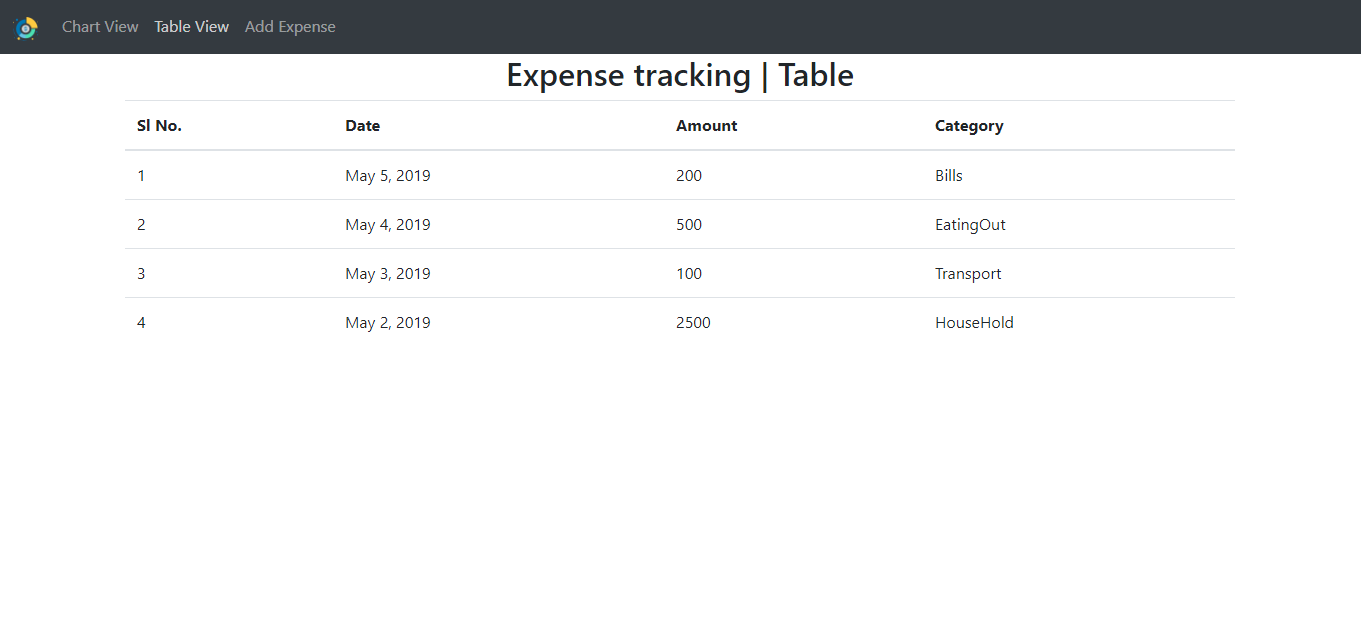 Chart View Table View Add Expense
Expense tracking | Table
Sl No. Date Amount Category
1 May 5, 2019 200 Bills
2 May 4, 2019 500 EatingOut
3 May 3, 2019 100 Transport
4 May 2, 2019 2500 HouseHold